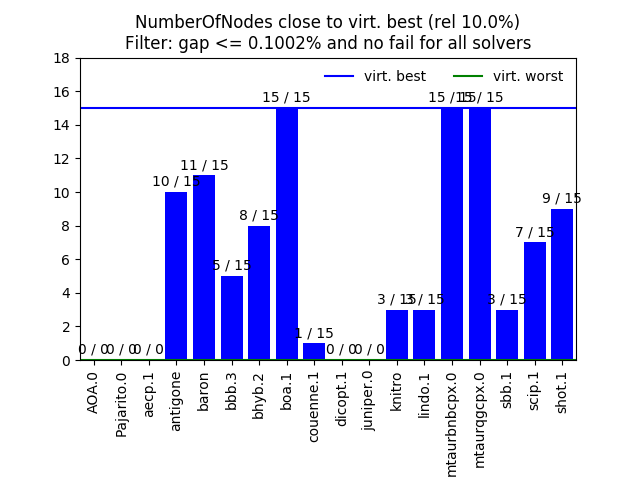 NumberOfNodes close to virt. best (rel 10.0%)
Filter: gap <= 0.1002% and no fail for all solvers
virt. best
virt. worst
18
16
14
12
10
8
6
4
2
0
0 / 0
0 / 0
0 / 0
10 / 15
11 / 15
5 / 15
8 / 15
15 / 15
1 / 15
0 / 0
0 / 0
3 / 15
3 / 15
15 / 15
15 / 15
3 / 15
7 / 15
9 / 15
AOA.0
Pajarito.0
aecp.1
antigone
baron
bbb.3
bhyb.2
boa.1
couenne.1
dicopt.1
juniper.0
knitro
lindo.1
mtaurbnbcpx.0
mtaurqgcpx.0
sbb.1
scip.1
shot.1